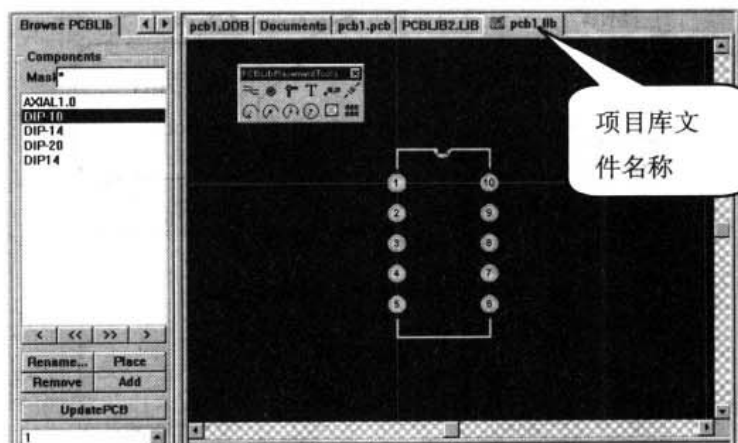 Browse PCBLib
pcb1.DDB Documents pcb1.pcb PCBLIB2.LIB pcb1.lib
Components
Mask *
AXIAL1.0
DIP-10
DIP-14
DIP-20
DIP14
< << >> >
Rename... Place
Remove Add
UpdatePCB
1
PCBLibPlacementTools
T
1 10
2 9
3 8
4 7
5 6
项目库文
件名称